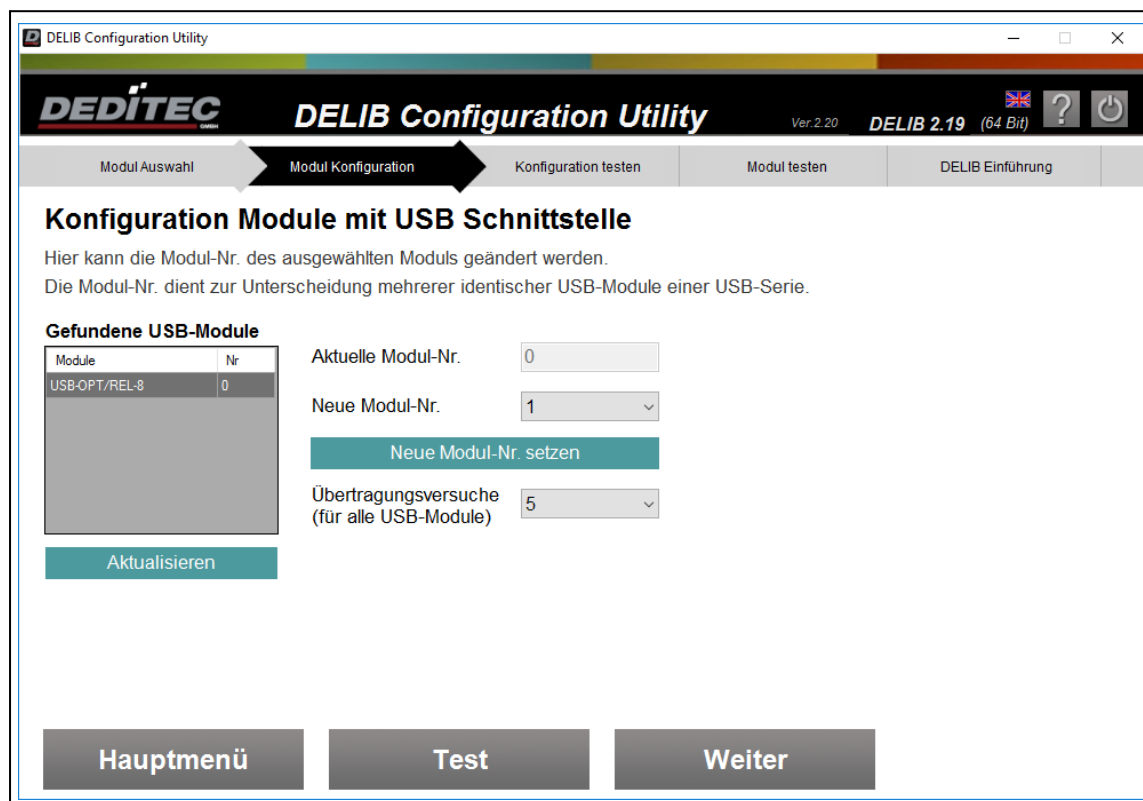 DELIB Configuration Utility
DEDITEC
GMBH
DELIB Configuration Utility
Ver.2.20
DELIB 2.19 (64 Bit)
?
Modul Auswahl
Modul Konfiguration
Konfiguration testen
Modul testen
DELIB Einführung
Konfiguration Module mit USB Schnittstelle
Hier kann die Modul-Nr. des ausgewählten Moduls geändert werden.
Die Modul-Nr. dient zur Unterscheidung mehrerer identischer USB-Module einer USB-Serie.
Gefundene USB-Module
Module Nr
USB-OPT/REL-8 0
Aktualisieren
Aktuelle Modul-Nr. 0
Neue Modul-Nr. 1
Neue Modul-Nr. setzen
Übertragungsversuche
(für alle USB-Module) 5
Hauptmenü
Test
Weiter